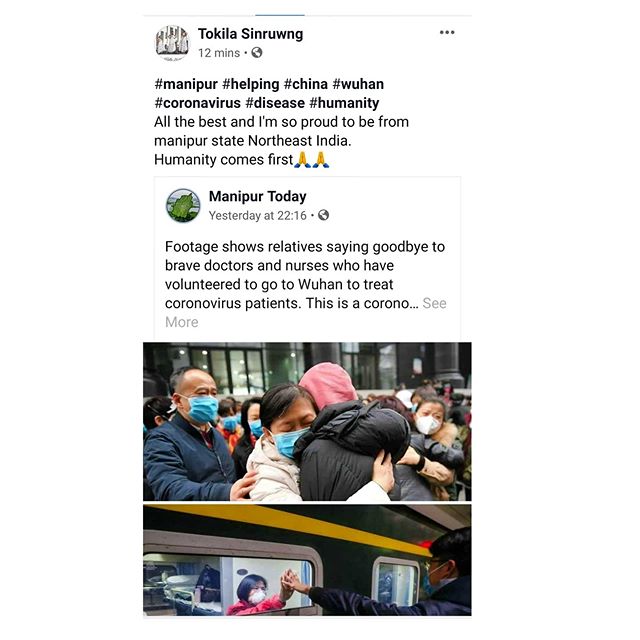 Tokila Sinruwng
12 mins •
#manipur #helping #china #wuhan
#coronavirus #disease #humanity
All the best and I'm so proud to be from
manipur state Northeast India.
Humanity comes first🙏🙏
Manipur Today
Yesterday at 22:16 •
Footage shows relatives saying goodbye to
brave doctors and nurses who have
volunteered to go to Wuhan to treat
coronovirus patients. This is a corono... See
More